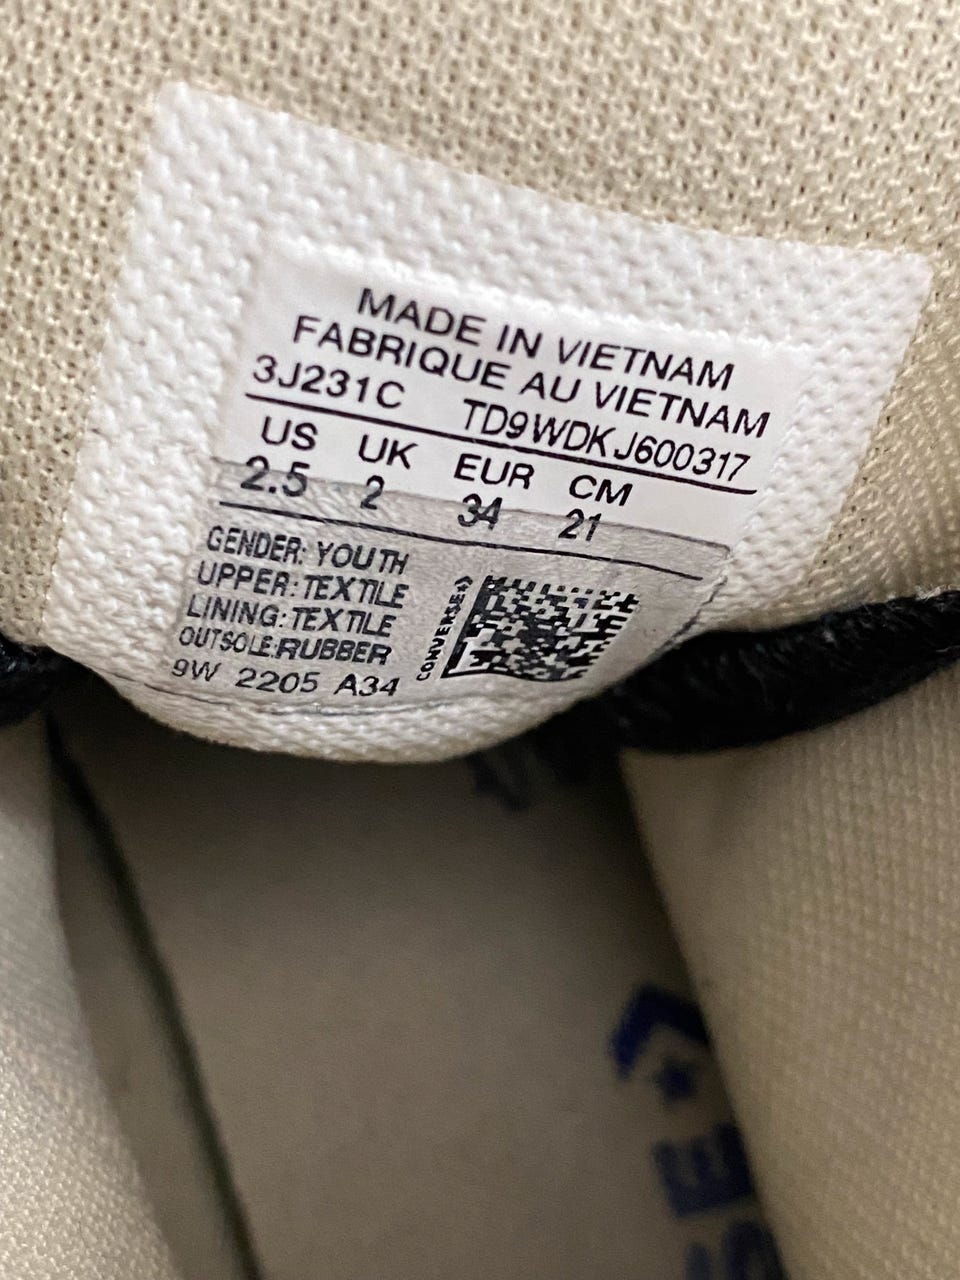 MADE IN VIETNAM
FABRIQUE AU VIETNAM
3J231C TD9WDKJ600317
US UK EUR CM
2.5 2 34 21
GENDER: YOUTH
UPPER: TEXTILE
LINING: TEXTILE
OUTSOLE:RUBBER
9W 2205 A34
CONVERSE
SE